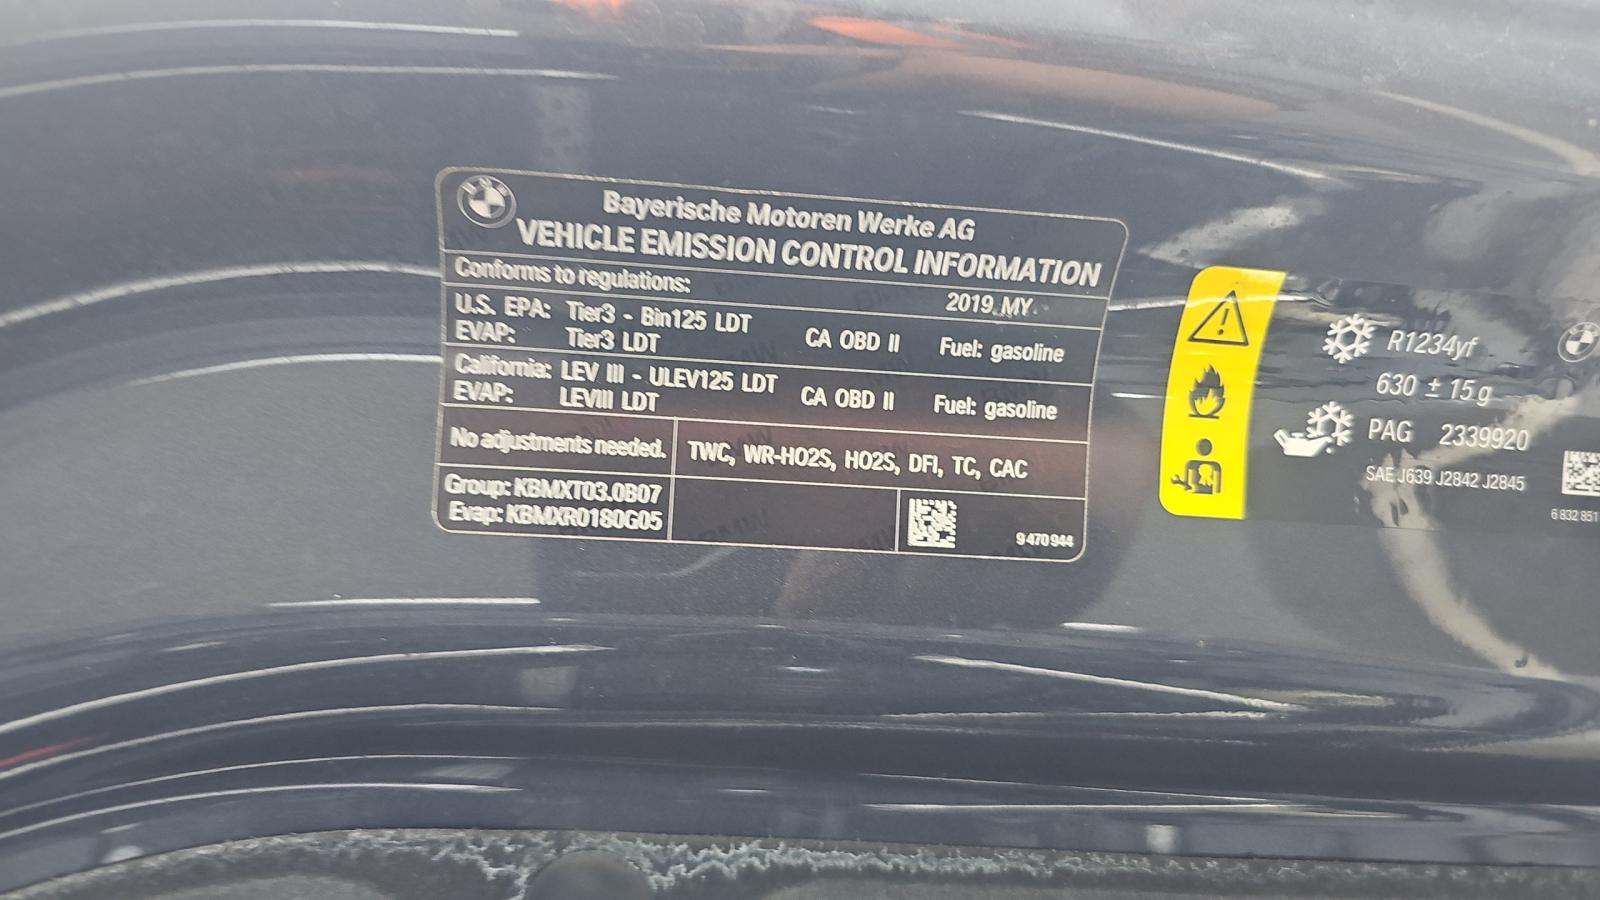 Bayerische Motoren Werke AG
VEHICLE EMISSION CONTROL INFORMATION
Conforms to regulations: 2019 MY
U.S. EPA: Tier3 - Bin125 LDT
EVAP: Tier3 LDT CA OBD II Fuel: gasoline
California: LEV III - ULEV125 LDT
EVAP: LEVIII LDT CA OBD II Fuel: gasoline
No adjustments needed. TWC, WR-HO2S, HO2S, DFI, TC, CAC
Group: KBMXT03.0B07
Evap: KBMXR0180G05
9 470 944
R1234yf
630 ± 15 g
PAG 2339920
SAE J639 J2842 J2845
6 832 851